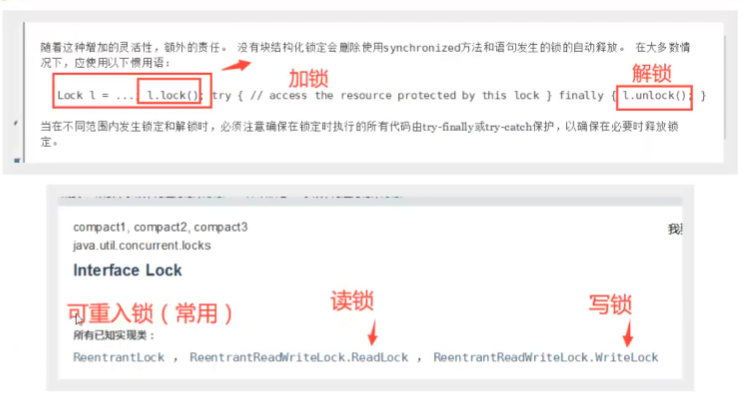 随着这种增加的灵活性，额外的责任。 没有块结构化锁定会删除使用synchronized方法和语句发生的锁的自动释放。 在大多数情
况下，应使用以下惯用语：
加锁
解锁
Lock l = ...; l.lock(); try { // access the resource protected by this lock } finally { l.unlock(); }
当在不同范围内发生锁定和解锁时，必须注意确保在锁定时执行的所有代码由try-finally或try-catch保护，以确保在必要时释放锁
定。
compact1, compact2, compact3
java.util.concurrent.locks
Interface Lock
可重入锁（常用）
读锁
写锁
所有已知实现类：
ReentrantLock ， ReentrantReadWriteLock.ReadLock ， ReentrantReadWriteLock.WriteLock